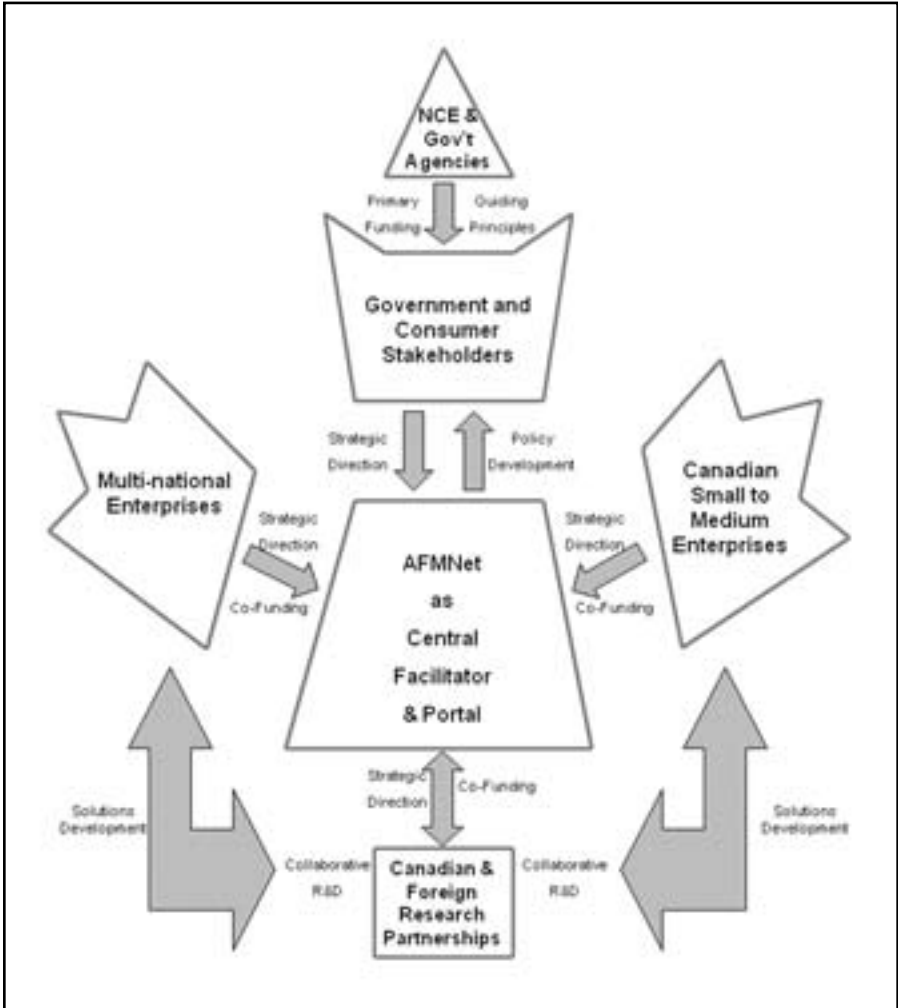 NCE &
Gov't
Agencies
Primary
Funding
Guiding
Principles
Government and
Consumer
Stakeholders
Strategic
Direction
Policy
Development
Multi-national
Enterprises
Canadian
Small to
Medium
Enterprises
Strategic
Direction
Co-Funding
AFMNet
as
Central
Facilitator
& Portal
Strategic
Direction
Co-Funding
Strategic
Direction
Co-Funding
Solutions
Development
Collaborative
R&D
Canadian &
Foreign
Research
Partnerships
Collaborative
R&D
Solutions
Development